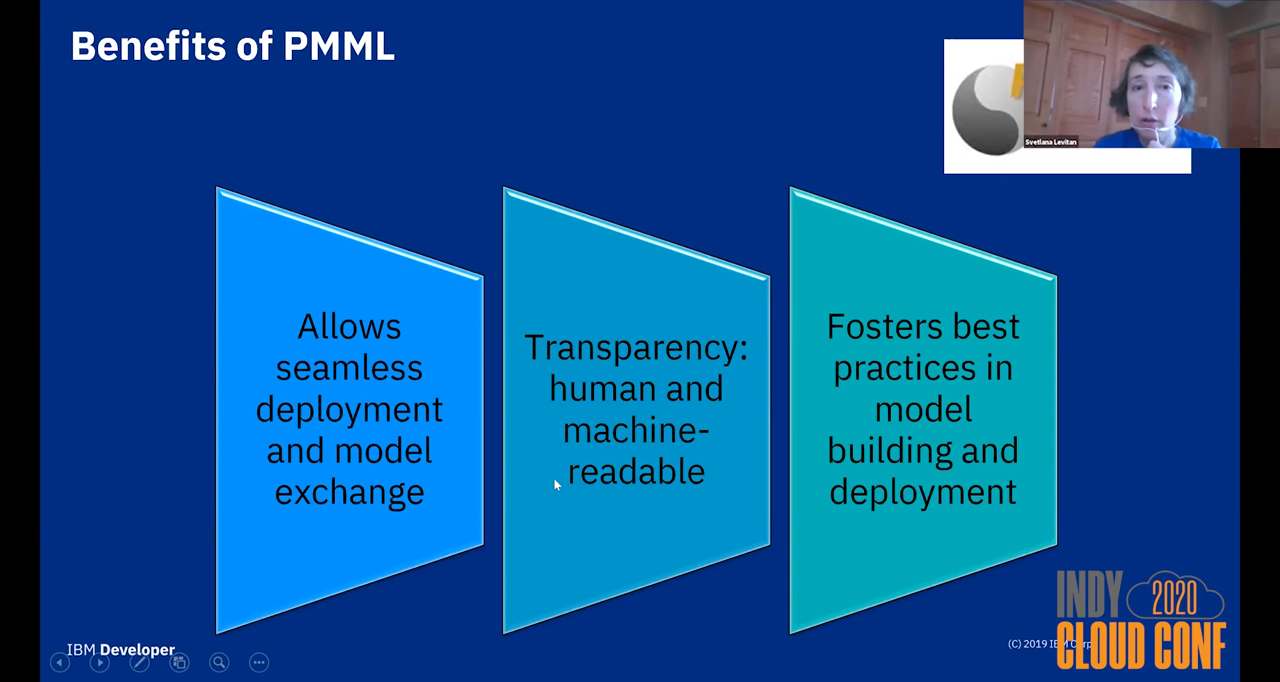 Benefits of PMML
Svetlana Levitan
Allows
seamless
deployment
and model
exchange
Transparency:
human and
machine-
readable
Fosters best
practices in
model
building and
deployment
IBM Developer
(C) 2019 IBM Corp
INDY
2020
CLOUD CONF